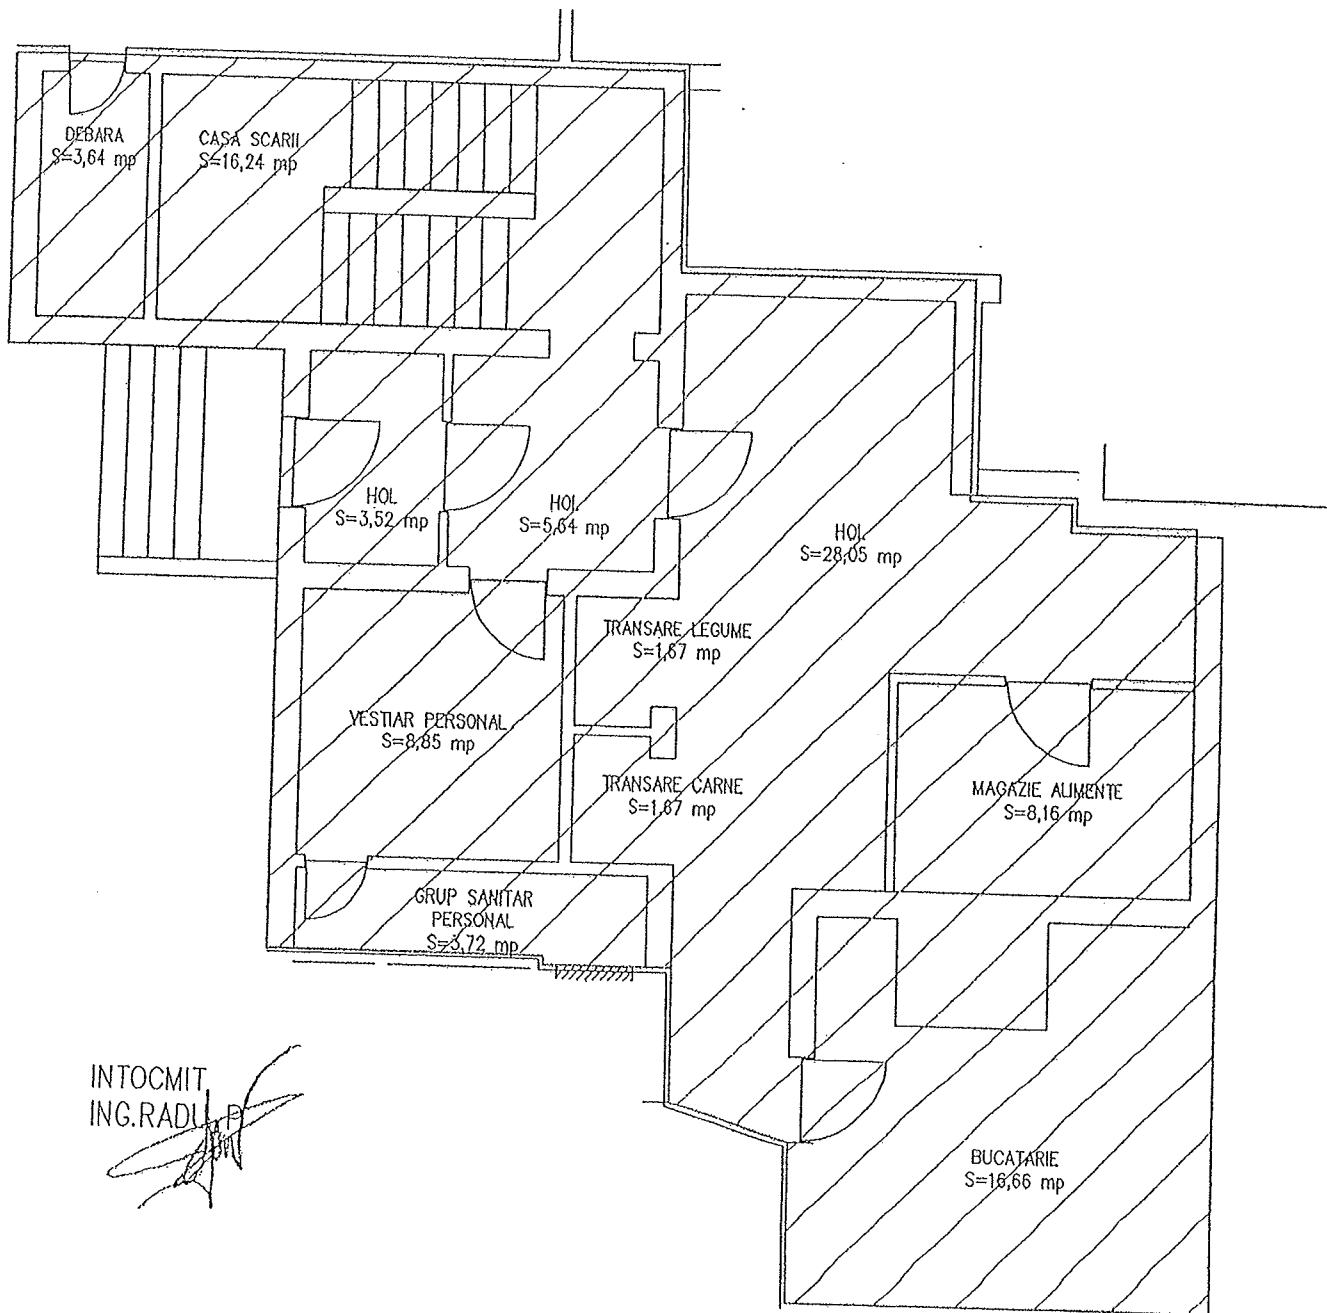 DEBARA
S=3,64 mp
CASA SCARII
S=16,24 mp
HOL
S=3,52 mp
HOL
S=5,64 mp
HOL
S=28,05 mp
TRANSARE LEGUME
S=1,67 mp
VESTIAR PERSONAL
S=8,85 mp
TRANSARE CARNE
S=1,67 mp
MAGAZIE ALIMENTE
S=8,16 mp
GRUP SANITAR
PERSONAL
S=3,72 mp
BUCATARIE
S=16,66 mp
INTOCMIT,
ING.RADU P